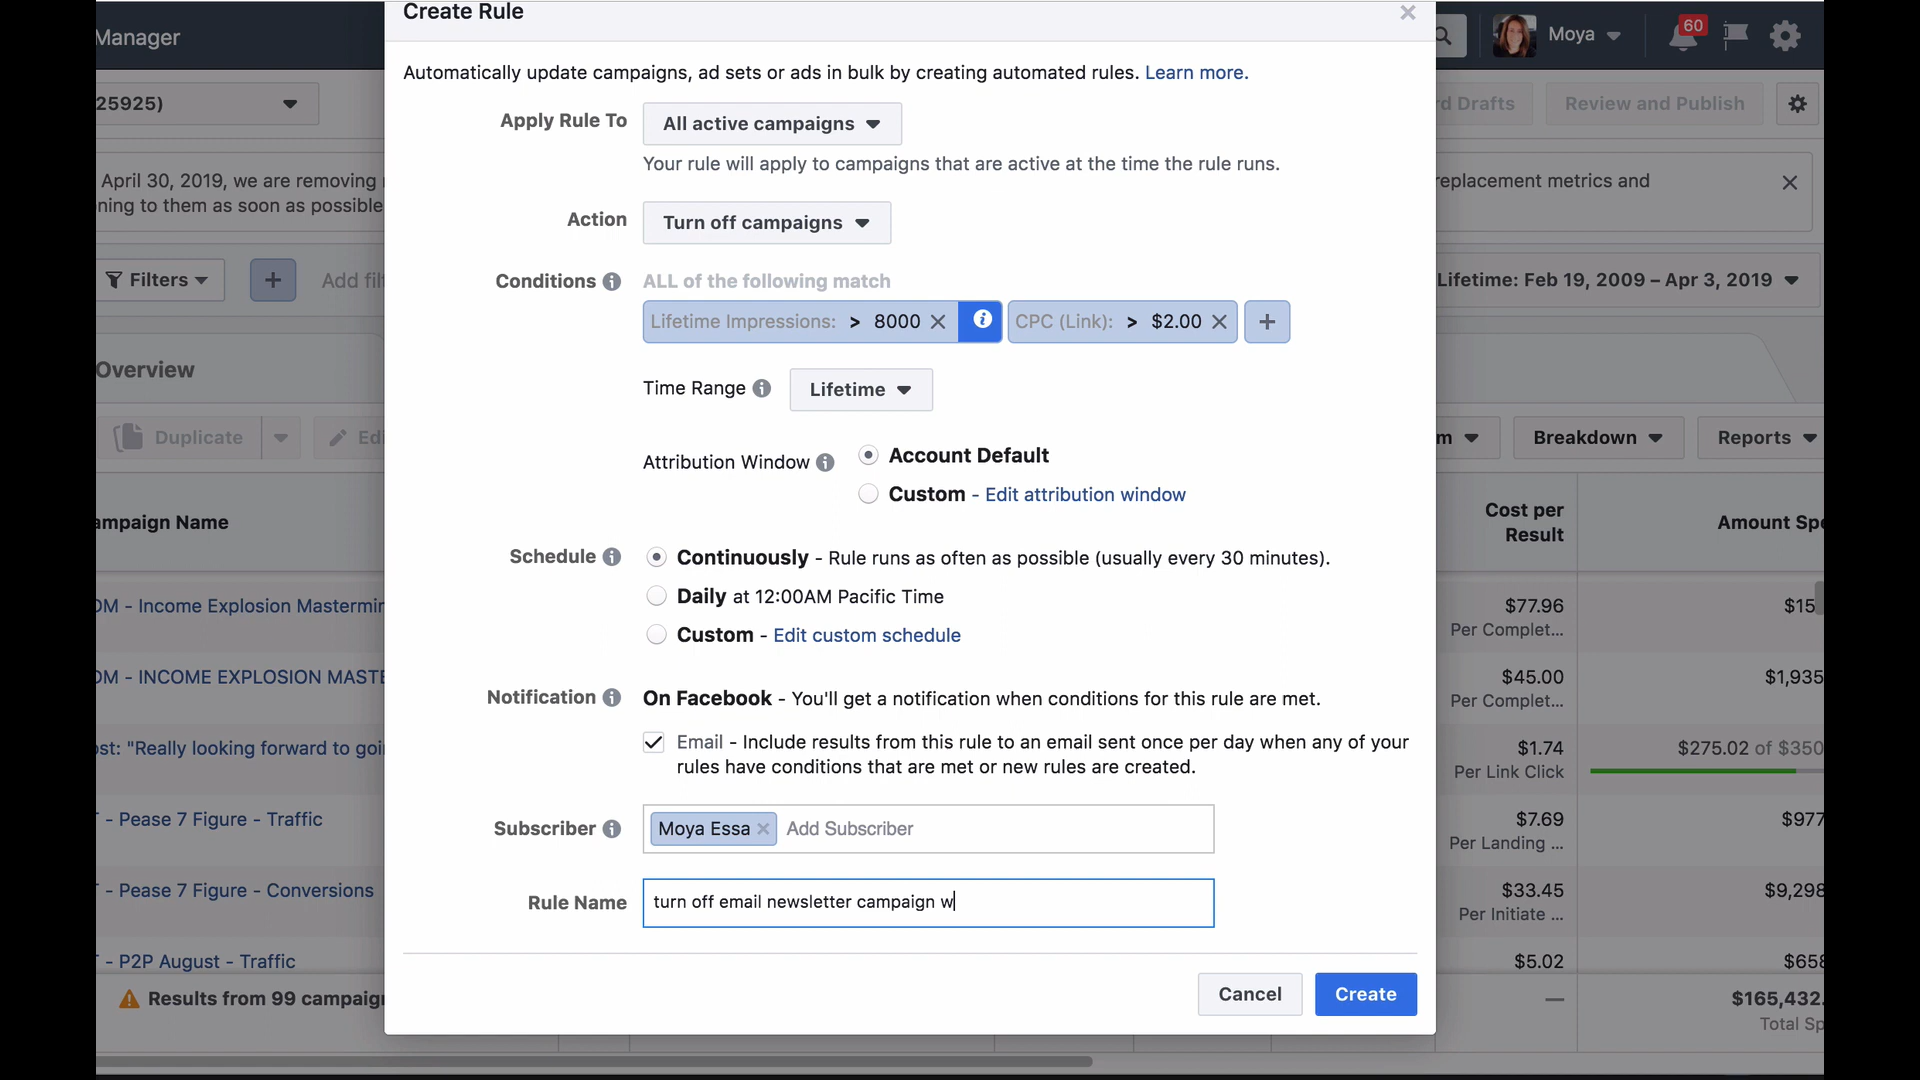 Create Rule
Manager
Moya
60
Automatically update campaigns, ad sets or ads in bulk by creating automated rules. Learn more.
25925)
Apply Rule To
All active campaigns
Drafts
Review and Publish
Your rule will apply to campaigns that are active at the time the rule runs.
April 30, 2019, we are removing
replacement metrics and
to them as soon as possible
Action
Turn off campaigns
Filters
Add
Conditions
ALL of the following match
Lifetime: Feb 19, 2009 – Apr 3, 2019
Lifetime Impressions: > 8000
CPC (Link): > $2.00
Overview
Time Range
Lifetime
Duplicate
Breakdown
Reports
Attribution Window
Account Default
Custom - Edit attribution window
Name
Cost per
Result
Amount
Schedule
Continuously - Rule runs as often as possible (usually every 30 minutes).
Daily at 12:00AM Pacific Time
Custom - Edit custom schedule
- Income Explosion
$77.96
Per Complet...
- INCOME EXPLOSION
$45.00
Per Complet...
$1,935
Notification
On Facebook - You'll get a notification when conditions for this rule are met.
Email - Include results from this rule to an email sent once per day when any of your
rules have conditions that are met or new rules are created.
"Really looking forward to
$1.74
Per Link Click
$275.02 of $350
- Pease 7 Figure - Traffic
$7.69
Per Landing ...
$977
Subscriber
Moya Essa
Add Subscriber
- Pease 7 Figure - Conversions
$33.45
Per Initiate ...
$9,298
Rule Name
turn off email newsletter campaign w
- P2P August - Traffic
$5.02
$658
Results from 99
Cancel
Create
—
$165,432.
Total